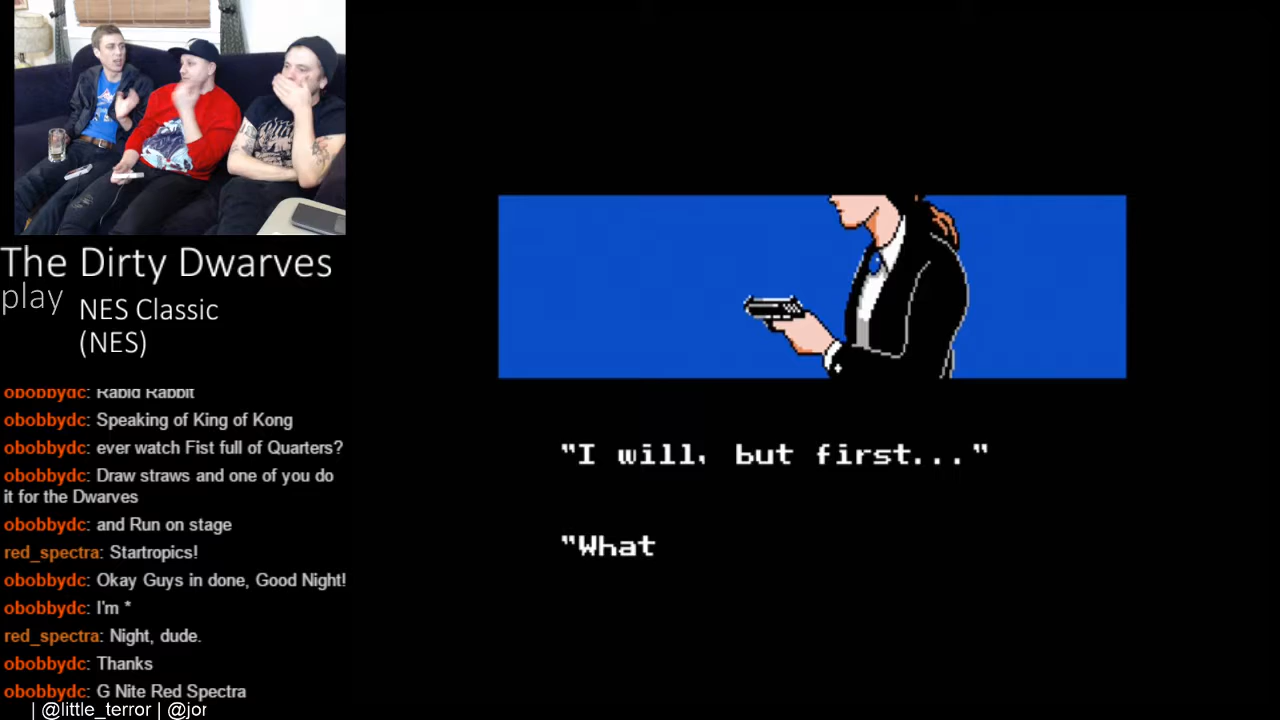 The Dirty Dwarves
play NES Classic
(NES)
obobbydc: Rabid Rabbit
obobbydc: Speaking of King of Kong
obobbydc: ever watch Fist full of Quarters?
obobbydc: Draw straws and one of you do
it for the Dwarves
obobbydc: and Run on stage
red_spectra: Startropics!
obobbydc: Okay Guys in done, Good Night!
obobbydc: I'm *
red_spectra: Night, dude.
obobbydc: Thanks
obobbydc: G Nite Red Spectra
| @little_terror | @jor
"I will, but first..."
"What